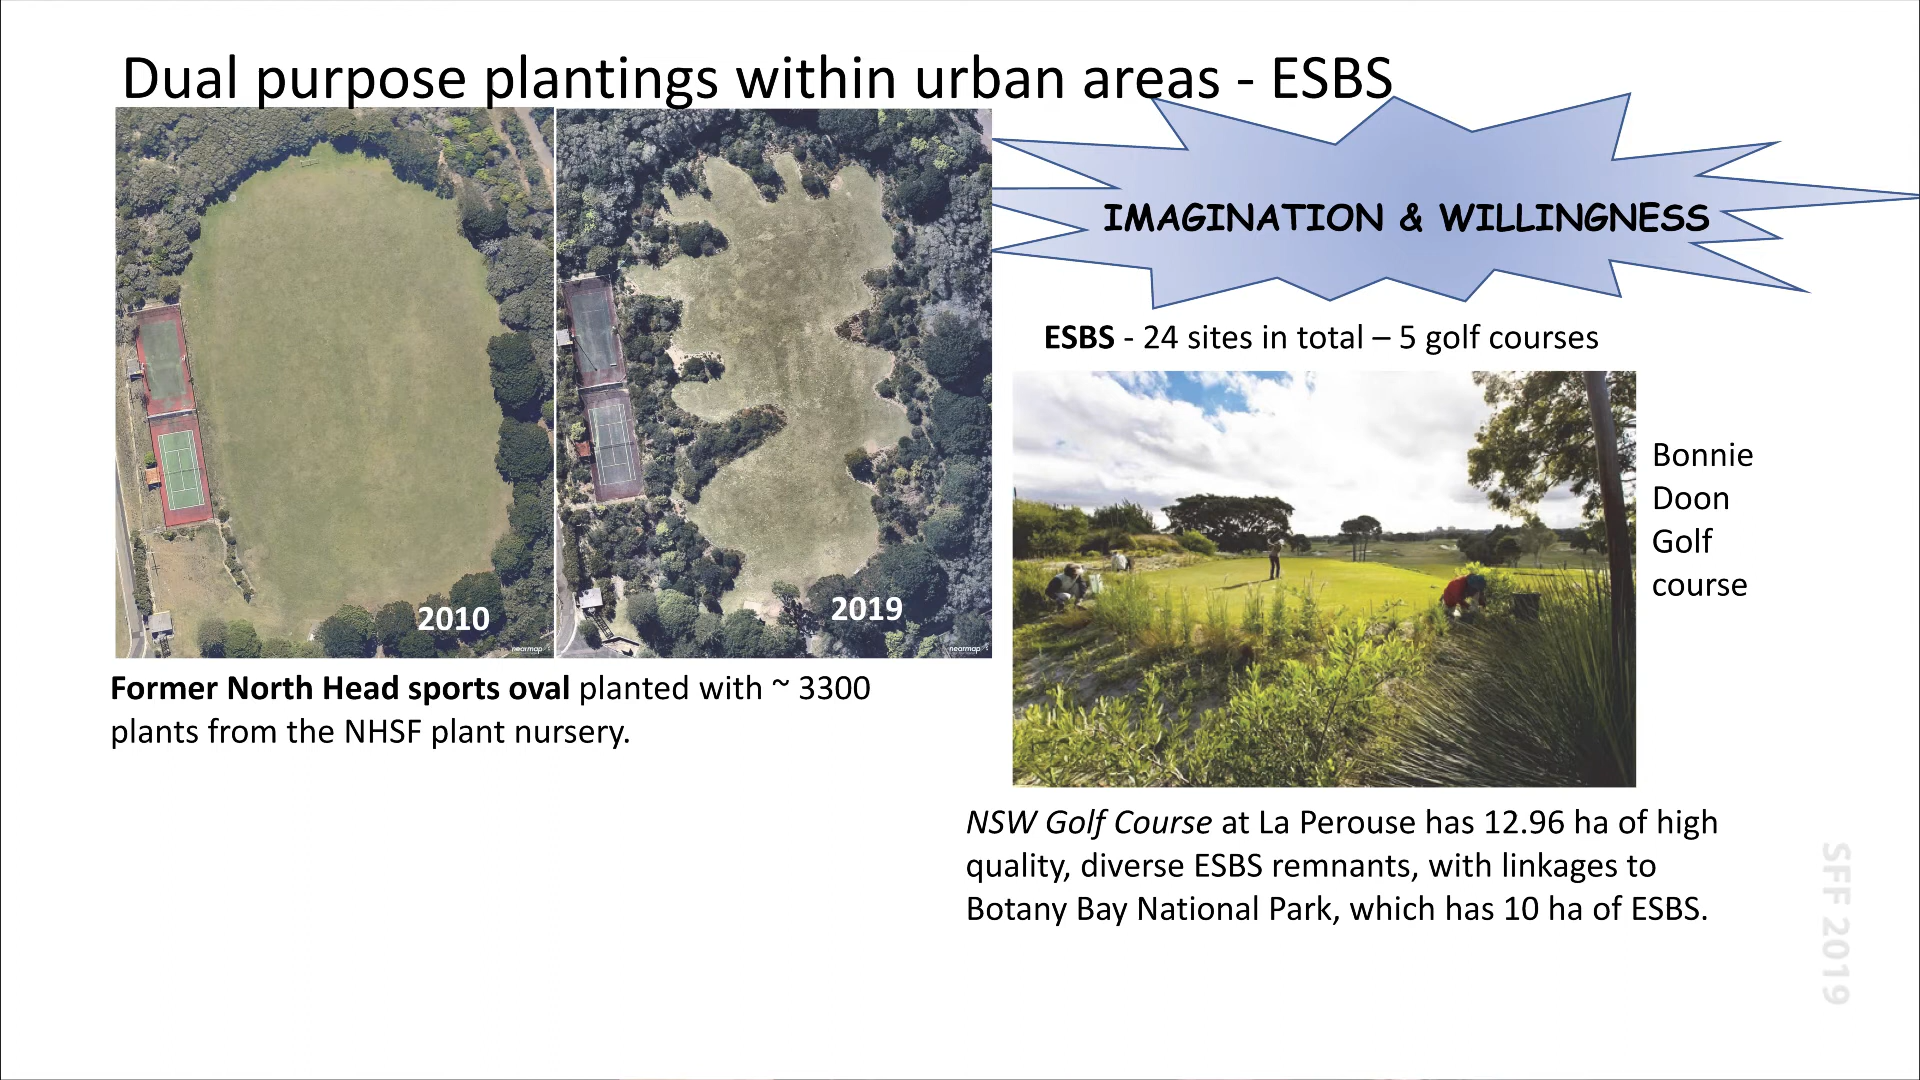 Dual purpose plantings within urban areas - ESBS
IMAGINATION & WILLINGNESS
2010
nearmap
2019
nearmap
Former North Head sports oval planted with ~ 3300
plants from the NHSF plant nursery.
ESBS - 24 sites in total – 5 golf courses
Bonnie
Doon
Golf
course
NSW Golf Course at La Perouse has 12.96 ha of high
quality, diverse ESBS remnants, with linkages to
Botany Bay National Park, which has 10 ha of ESBS.
SFF 2019